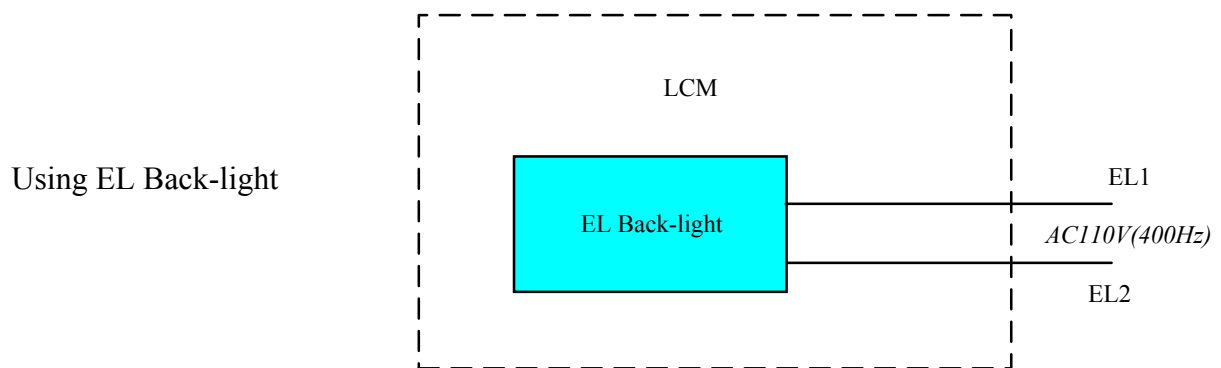 LCM
Using EL Back-light
EL Back-light
EL1
AC110V(400Hz)
EL2